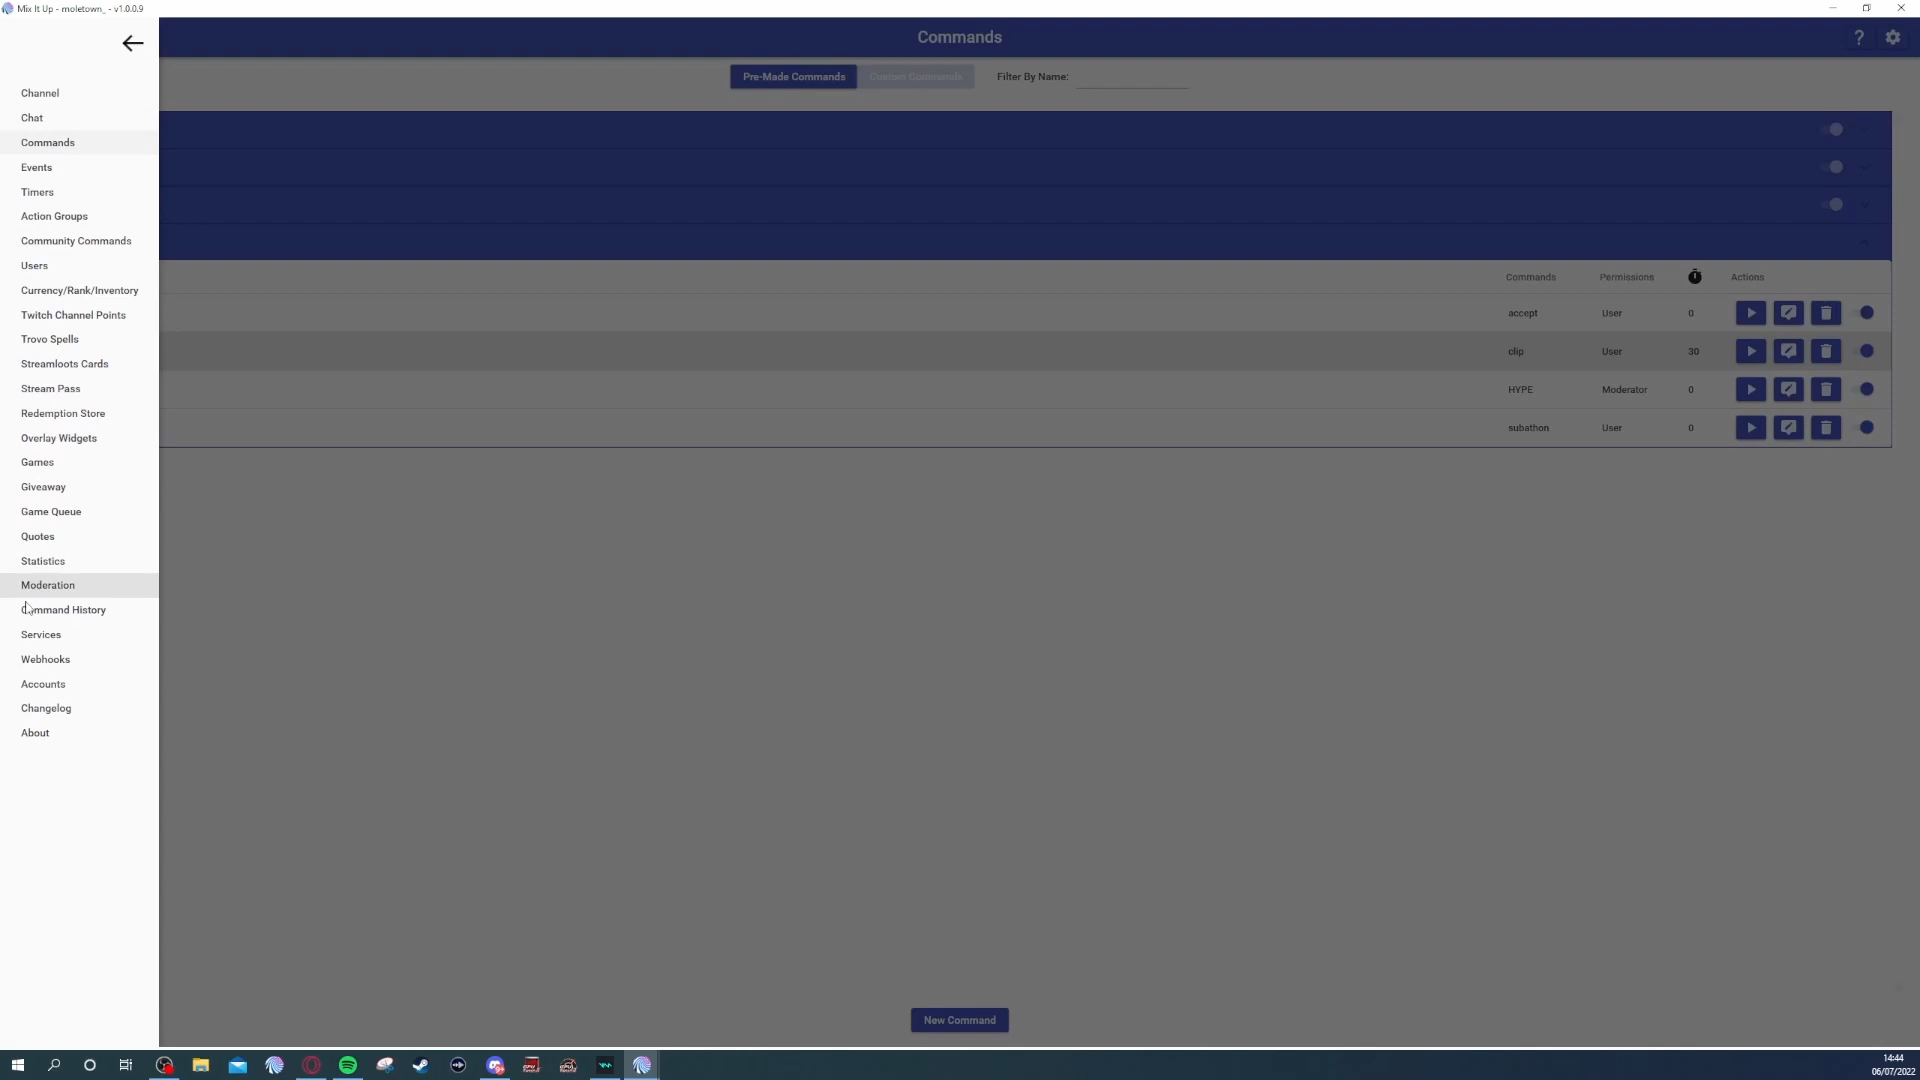 Mix It Up - moletown_ - v1.0.0.9
Commands
?
Pre-Made Commands
Custom Commands
Filter By Name:
Channel
Chat
Commands
Events
Timers
Action Groups
Community Commands
Users
Currency/Rank/Inventory
Twitch Channel Points
Trovo Spells
Streamloots Cards
Stream Pass
Redemption Store
Overlay Widgets
Games
Giveaway
Game Queue
Quotes
Statistics
Moderation
Command History
Services
Webhooks
Accounts
Changelog
About
Commands Permissions Actions
accept User 0
clip User 30
HYPE Moderator 0
subathon User 0
New Command
14:44
06/07/2022